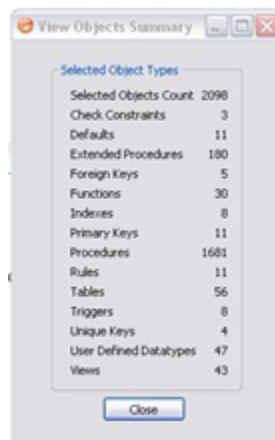 View Objects Summary
Selected Object Types
Selected Objects Count 2098
Check Constraints 3
Defaults 11
Extended Procedures 180
Foreign Keys 5
Functions 30
Indexes 8
Primary Keys 11
Procedures 1681
Rules 11
Tables 56
Triggers 8
Unique Keys 4
User Defined Datatypes 47
Views 43
Close